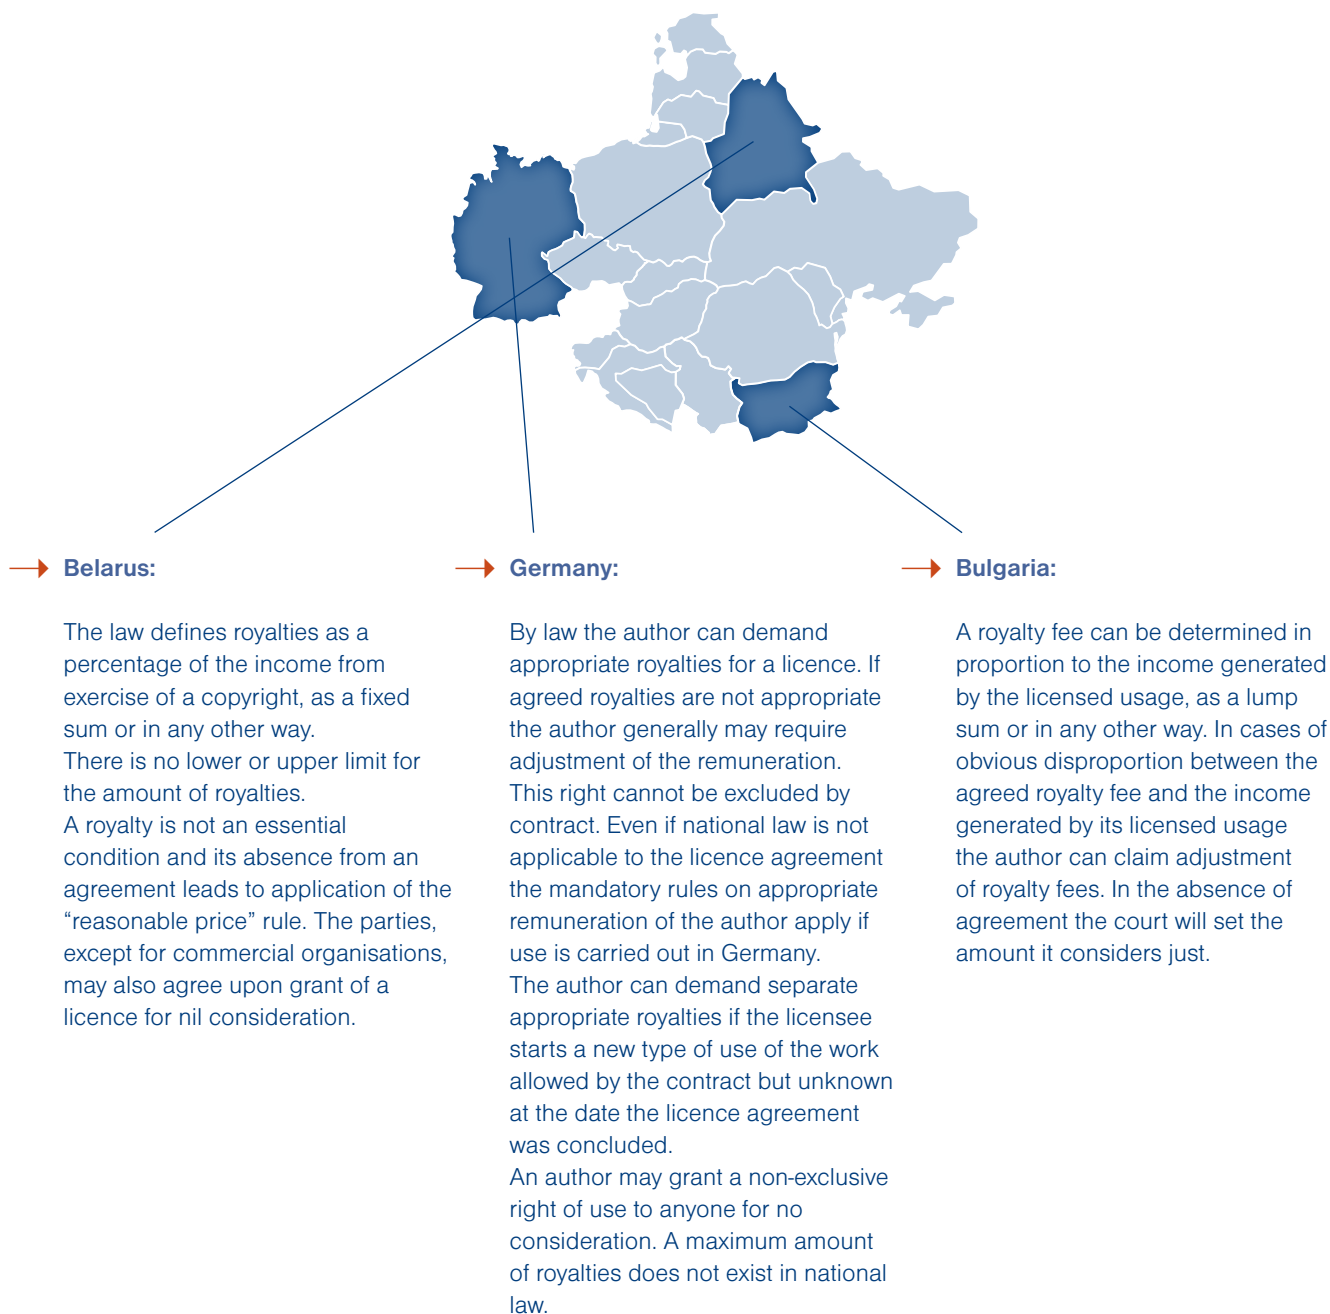 Belarus:
The law defines royalties as a
percentage of the income from
exercise of a copyright, as a fixed
sum or in any other way.
There is no lower or upper limit for
the amount of royalties.
A royalty is not an essential
condition and its absence from an
agreement leads to application of the
“reasonable price” rule. The parties,
except for commercial organisations,
may also agree upon grant of a
licence for nil consideration.
Germany:
By law the author can demand
appropriate royalties for a licence. If
agreed royalties are not appropriate
the author generally may require
adjustment of the remuneration.
This right cannot be excluded by
contract. Even if national law is not
applicable to the licence agreement
the mandatory rules on appropriate
remuneration of the author apply if
use is carried out in Germany.
The author can demand separate
appropriate royalties if the licensee
starts a new type of use of the work
allowed by the contract but unknown
at the date the licence agreement
was concluded.
An author may grant a non-exclusive
right of use to anyone for no
consideration. A maximum amount
of royalties does not exist in national
law.
Bulgaria:
A royalty fee can be determined in
proportion to the income generated
by the licensed usage, as a lump
sum or in any other way. In cases of
obvious disproportion between the
agreed royalty fee and the income
generated by its licensed usage
the author can claim adjustment
of royalty fees. In the absence of
agreement the court will set the
amount it considers just.